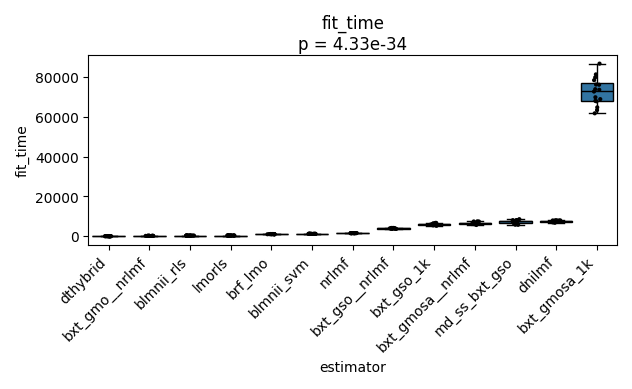 fit_time
p = 4.33e-34
fit_time
80000
60000
40000
20000
0
dthybrid
bxt_gmo__nrlmf
blmnii_rls
lmorls
brf_lmo
blmnii_svm
nrlmf
bxt_gso__nrlmf
bxt_gso_1k
bxt_gmosa__nrlmf
md_ss_bxt_gso
dnilmf
bxt_gmosa_1k
estimator